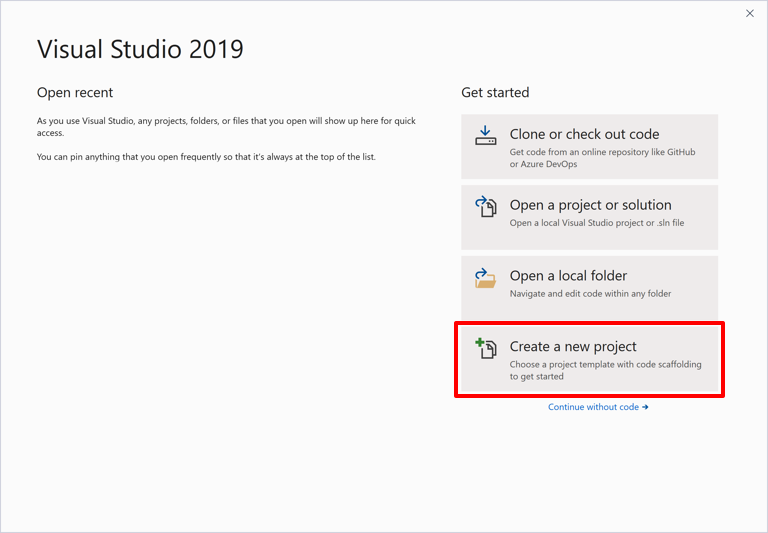 Visual Studio 2019
Open recent
As you use Visual Studio, any projects, folders, or files that you open will show up here for quick
access.
You can pin anything that you open frequently so that it's always at the top of the list.
Get started
Clone or check out code
Get code from an online repository like GitHub
or Azure DevOps
Open a project or solution
Open a local Visual Studio project or .sln file
Open a local folder
Navigate and edit code within any folder
Create a new project
Choose a project template with code scaffolding
to get started
Continue without code →